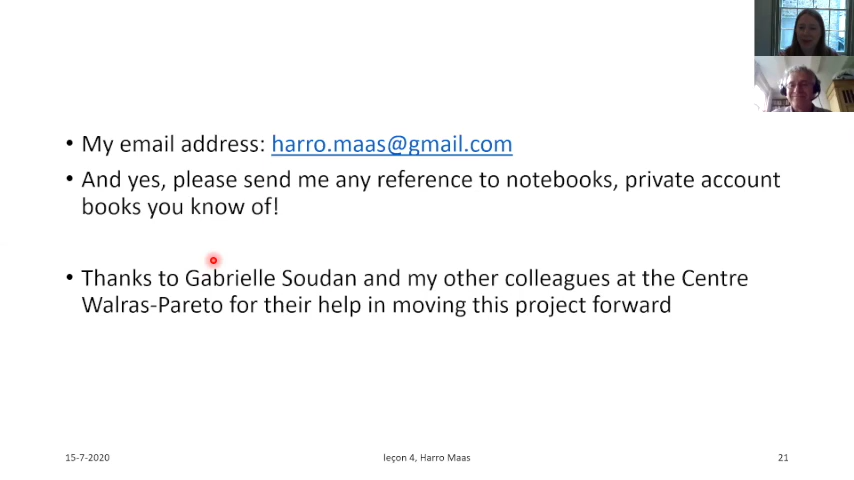 • My email address: harro.maas@gmail.com
• And yes, please send me any reference to notebooks, private account
books you know of!
• Thanks to Gabrielle Soudan and my other colleagues at the Centre
Walras-Pareto for their help in moving this project forward
15-7-2020
leçon 4, Harro Maas
21